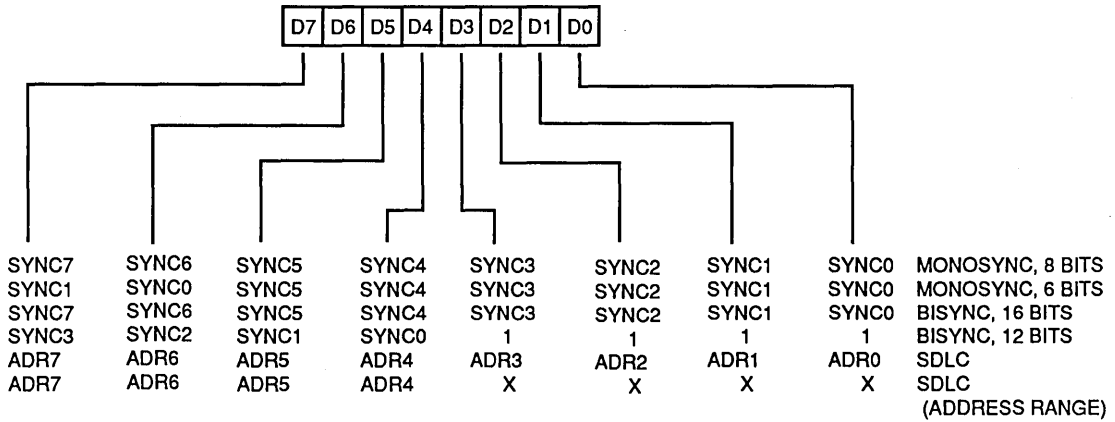 D7 D6 D5 D4 D3 D2 D1 D0
SYNC7 SYNC6 SYNC5 SYNC4 SYNC3 SYNC2 SYNC1 SYNC0 MONOSYNC, 8 BITS
SYNC1 SYNC0 SYNC5 SYNC4 SYNC3 SYNC2 SYNC1 SYNC0 MONOSYNC, 6 BITS
SYNC7 SYNC6 SYNC5 SYNC4 SYNC3 SYNC2 SYNC1 SYNC0 BISYNC, 16 BITS
SYNC3 SYNC2 SYNC1 SYNC0 1 1 1 1 BISYNC, 12 BITS
ADR7 ADR6 ADR5 ADR4 ADR3 ADR2 ADR1 ADR0 SDLC
ADR7 ADR6 ADR5 ADR4 X X X X SDLC
(ADDRESS RANGE)